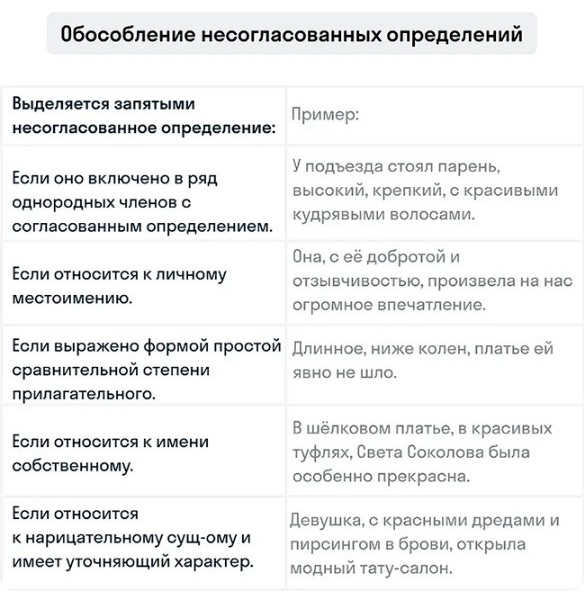 Обособление несогласованных определений
Выделяется запятыми
несогласованное определение:
Пример:
Если оно включено в ряд
однородных членов с
согласованным определением.
У подъезда стоял парень,
высокий, крепкий, с красивыми
кудрявыми волосами.
Если относится к личному
местоимению.
Она, с её добротой и
отзывчивостью, произвела на нас
огромное впечатление.
Если выражено формой простой
сравнительной степени
прилагательного.
Длинное, ниже колен, платье ей
явно не шло.
Если относится к имени
собственному.
В шёлковом платье, в красивых
туфлях, Света Соколова была
особенно прекрасна.
Если относится
к нарицательному сущ-ому и
имеет уточняющий характер.
Девушка, с красными дредами и
пирсингом в брови, открыла
модный тату-салон.